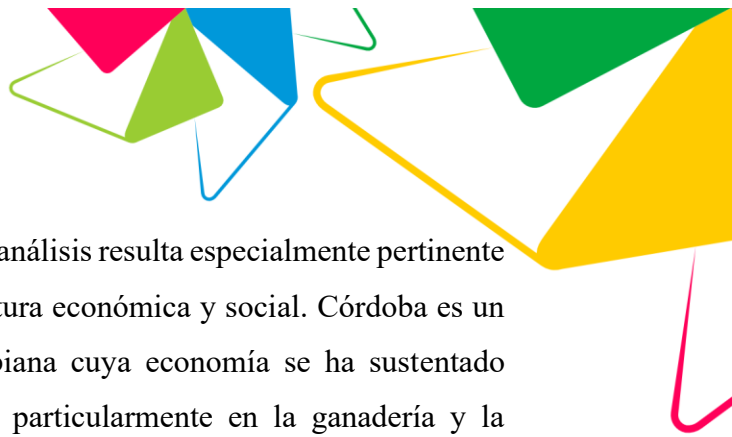 análisis resulta especialmente pertinente
tura económica y social. Córdoba es un
biana cuya economía se ha sustentado
particularmente en la ganadería y la